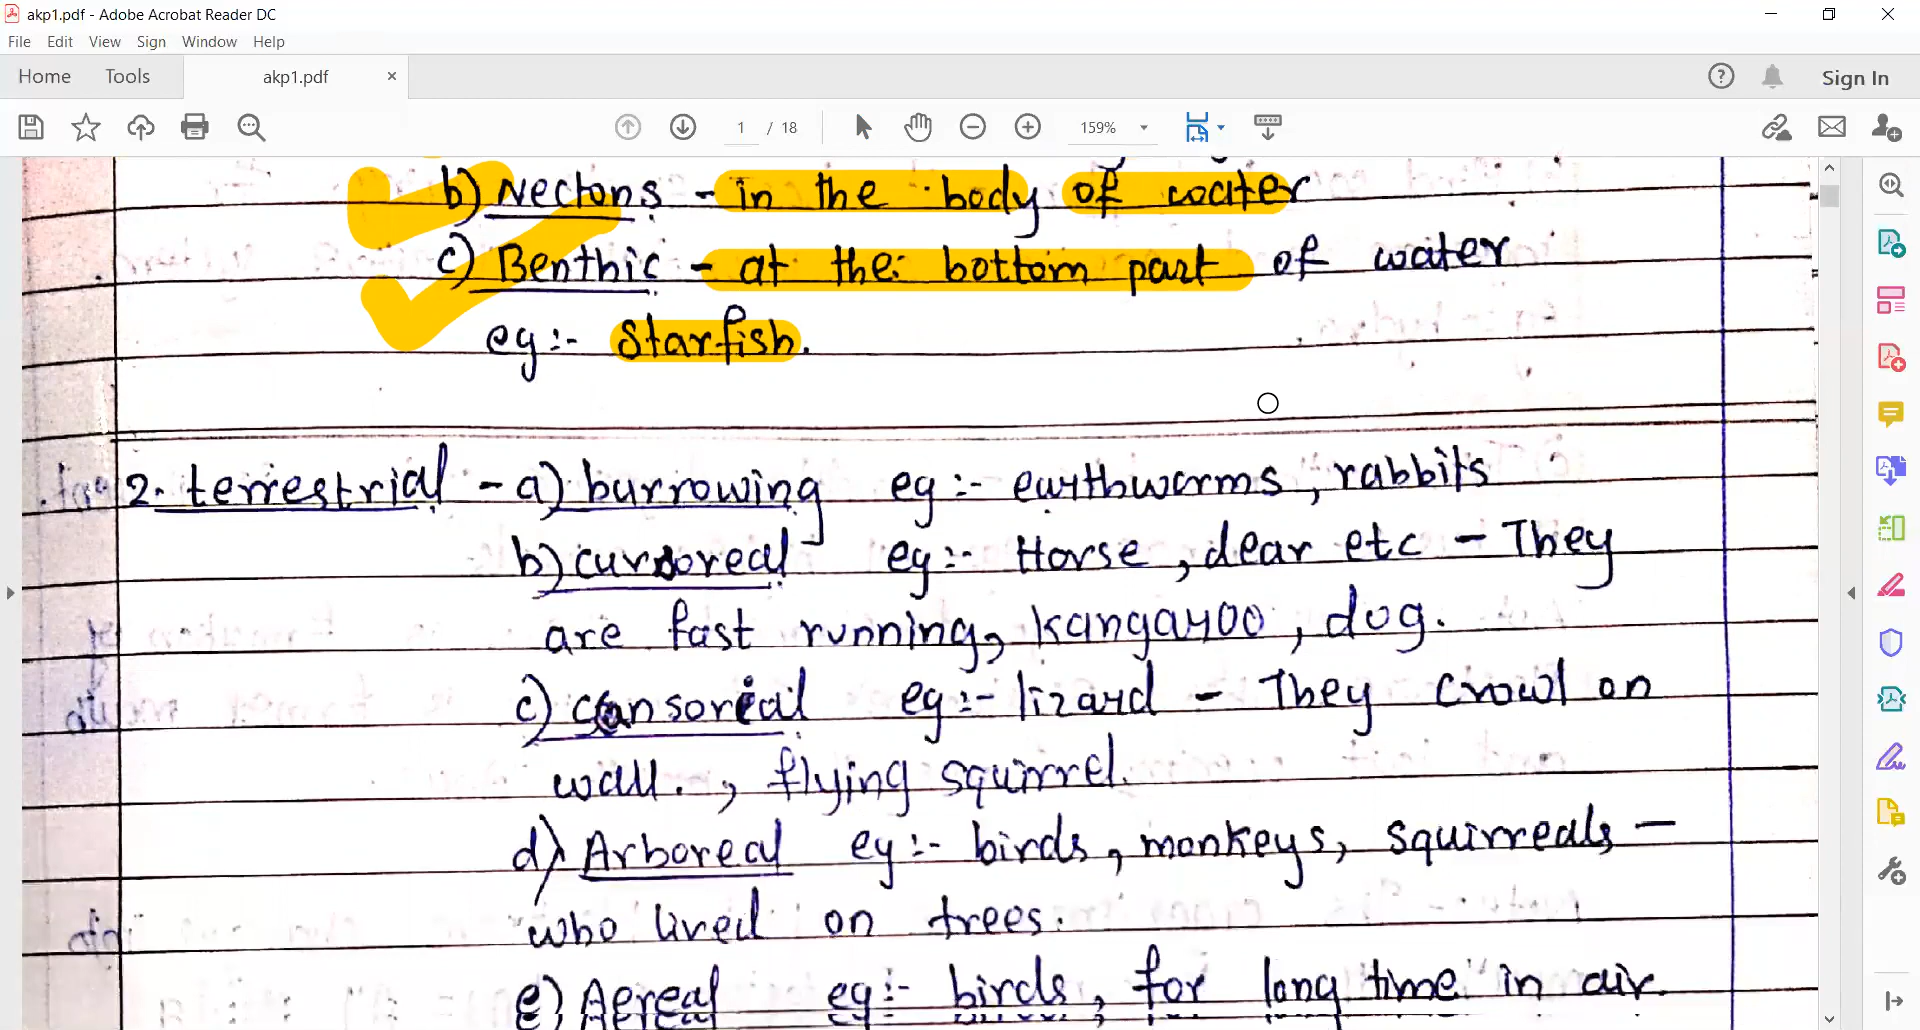 akp1.pdf - Adobe Acrobat Reader DC
File Edit View Sign Window Help
Home Tools akp1.pdf × Sign In
1 / 18 159%
b) Nectons - in the body of water
c) Benthic - at the bottom part of water
eg:- Starfish.
2. terrestrial - a) burrowing eg:- earthworms, rabbits
b) cursoreal eg:- Horse, dear etc - They
are fast running, kangaroo, dog.
c) cansorial eg:- lizard - They crowl on
wall. , flying squirrel.
d) Arboreal eg:- birds, monkeys, squirreals -
who lived on trees.
e) Aereal eg:- birds, for long time in air.